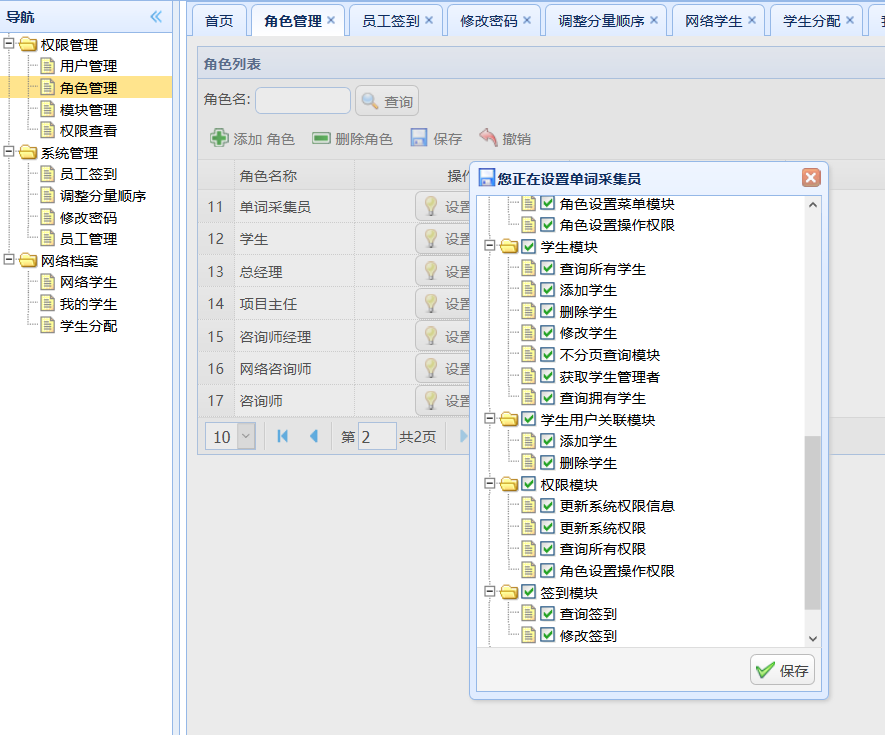 导航
权限管理
用户管理
角色管理
模块管理
权限查看
系统管理
员工签到
调整分量顺序
修改密码
员工管理
网络档案
网络学生
我的学生
学生分配
首页 角色管理 员工签到 修改密码 调整分量顺序 网络学生 学生分配
角色列表
角色名: 查询
添加 角色 删除角色 保存 撤销
角色名称 操作
11 单词采集员 设置
12 学生 设置
13 总经理 设置
14 项目主任 设置
15 咨询师经理 设置
16 网络咨询师 设置
17 咨询师 设置
10 第 2 共2页
您正在设置单词采集员
角色设置菜单模块
角色设置操作权限
学生模块
查询所有学生
添加学生
删除学生
修改学生
不分页查询模块
获取学生管理者
查询拥有学生
学生用户关联模块
添加学生
删除学生
权限模块
更新系统权限信息
更新系统权限
查询所有权限
角色设置操作权限
签到模块
查询签到
修改签到
保存